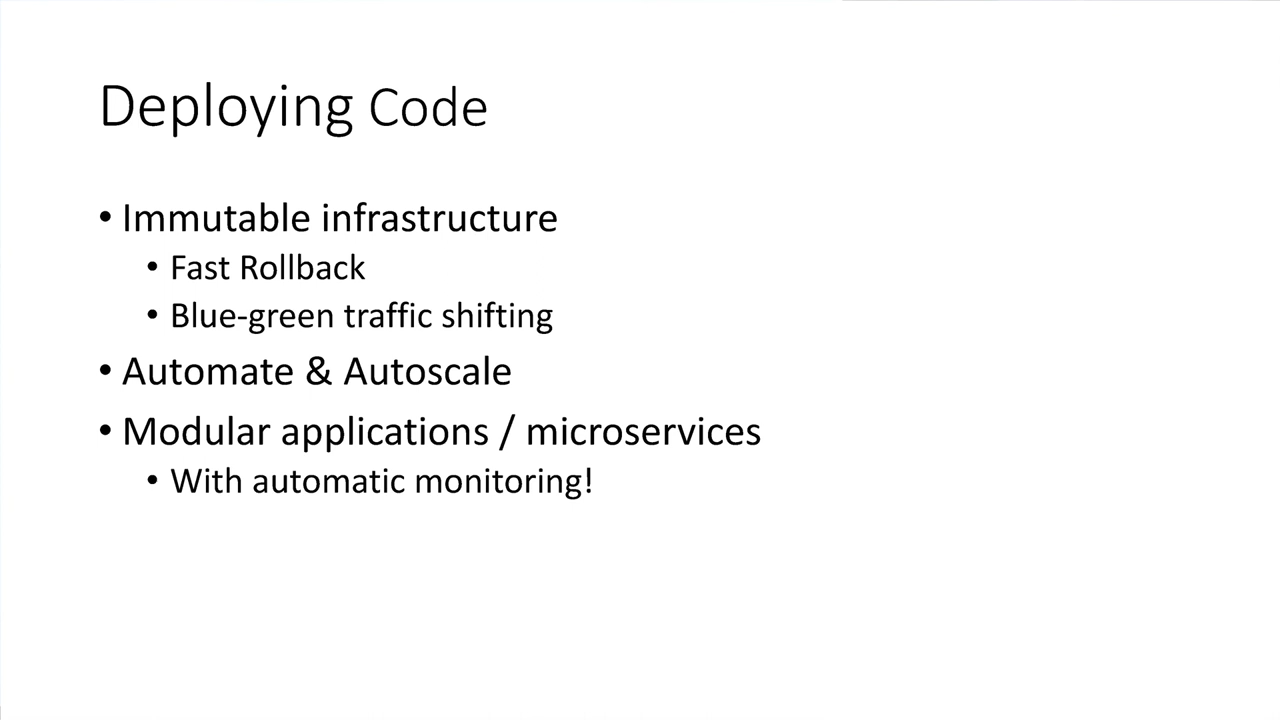 Deploying Code
• Immutable infrastructure
• Fast Rollback
• Blue-green traffic shifting
• Automate & Autoscale
• Modular applications / microservices
• With automatic monitoring!